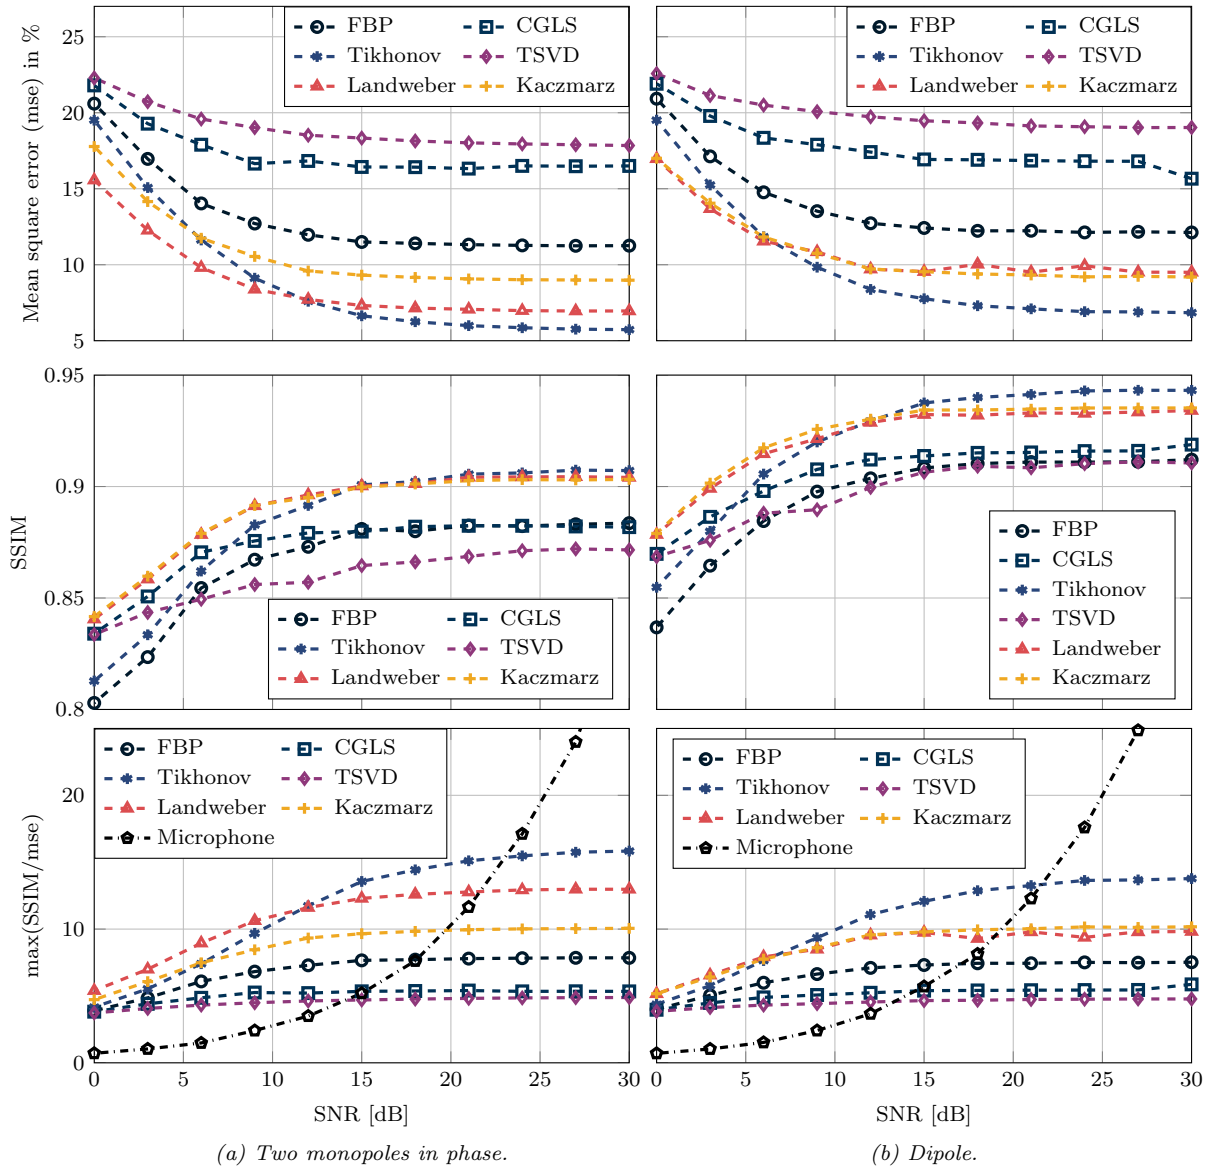 Mean square error (mse) in %
25
20
15
10
5
FBP
CGLS
Tikhonov
TSVD
Landweber
Kaczmarz
FBP
CGLS
Tikhonov
TSVD
Landweber
Kaczmarz
SSIM
0.95
0.9
0.85
0.8
FBP
CGLS
Tikhonov
TSVD
Landweber
Kaczmarz
FBP
CGLS
Tikhonov
TSVD
Landweber
Kaczmarz
max(SSIM/mse)
20
10
0
FBP
CGLS
Tikhonov
TSVD
Landweber
Kaczmarz
Microphone
0 5 10 15 20 25 30
SNR [dB]
(a) Two monopoles in phase.
FBP
CGLS
Tikhonov
TSVD
Landweber
Kaczmarz
Microphone
0 5 10 15 20 25 30
SNR [dB]
(b) Dipole.